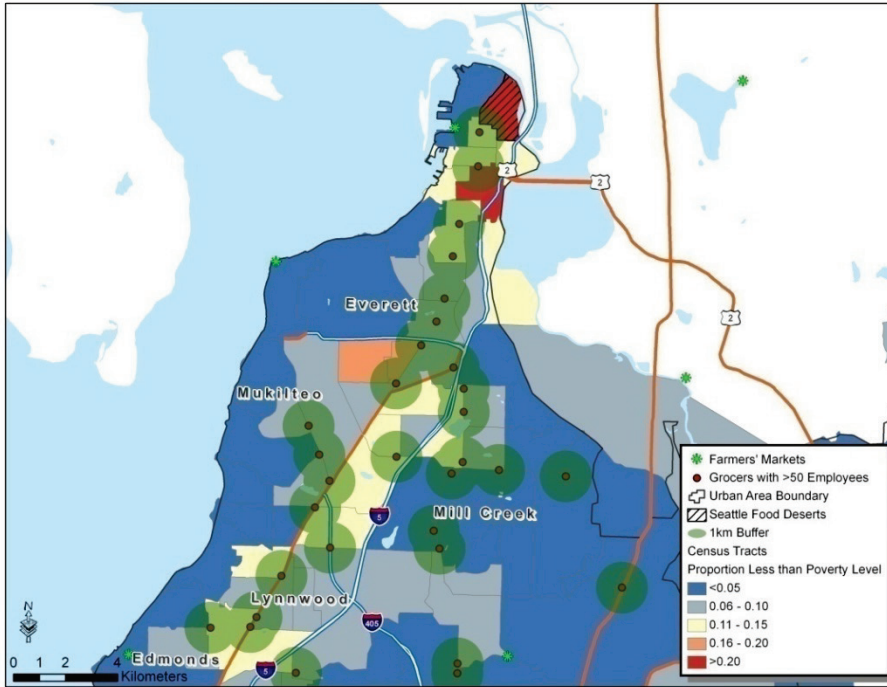 2
2
2
Everett
Mukilteo
5
Mill Creek
Lynnwood
405
Edmonds
5
N
0 1 2 4
Kilometers
Farmers' Markets
Grocers with >50 Employees
Urban Area Boundary
Seattle Food Deserts
1km Buffer
Census Tracts
Proportion Less than Poverty Level
<0.05
0.06 - 0.10
0.11 - 0.15
0.16 - 0.20
>0.20